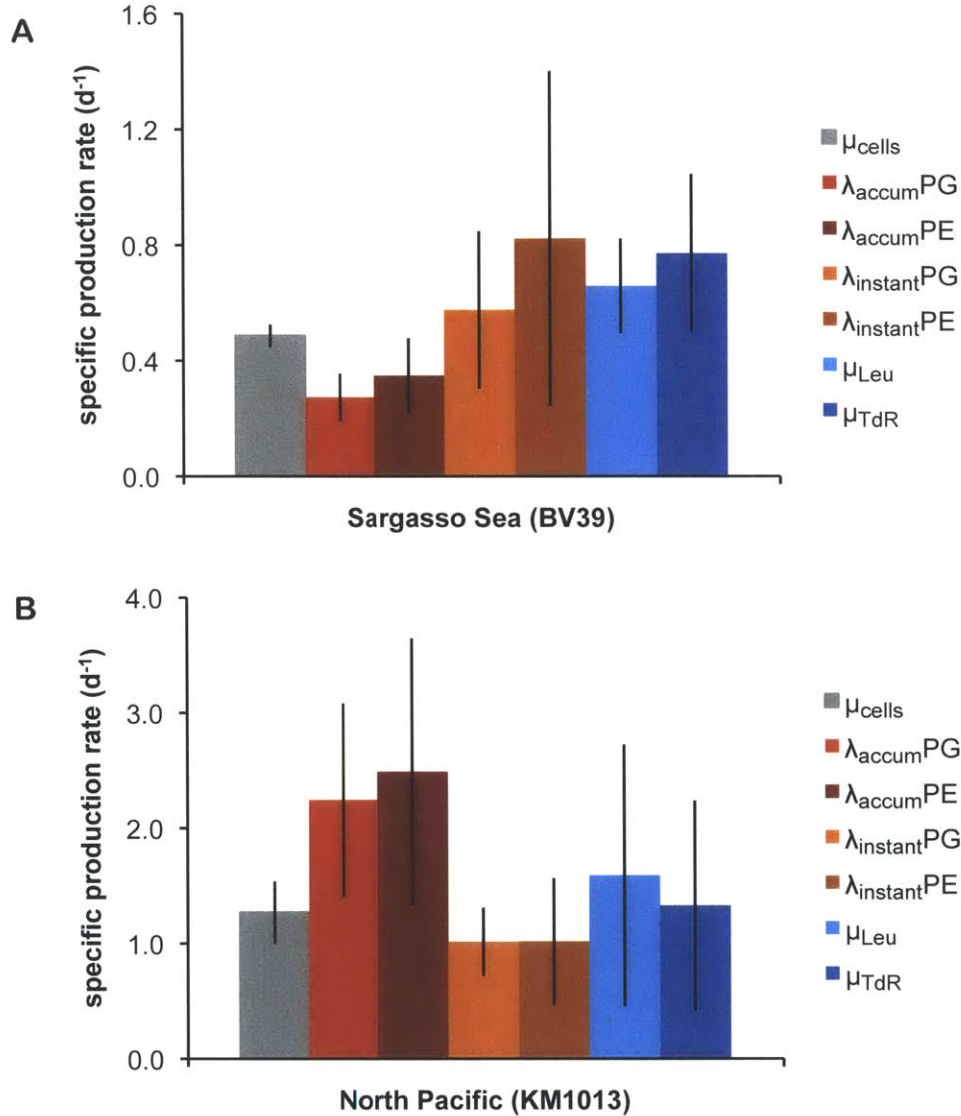 A
specific production rate (d⁻¹)
1.6
1.2
0.8
0.4
0.0
Sargasso Sea (BV39)
μcells
λaccumPG
λaccumPE
λinstantPG
λinstantPE
μLeu
μTdR
B
specific production rate (d⁻¹)
4.0
3.0
2.0
1.0
0.0
North Pacific (KM1013)
μcells
λaccumPG
λaccumPE
λinstantPG
λinstantPE
μLeu
μTdR